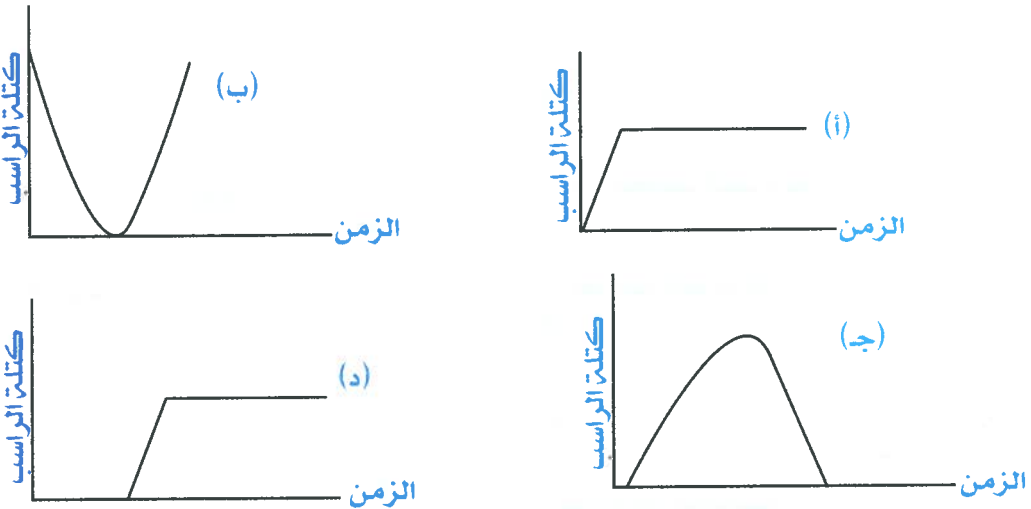 (أ)
كتلة الراسب
الزمن
(ب)
كتلة الراسب
الزمن
(جـ)
كتلة الراسب
الزمن
(د)
كتلة الراسب
الزمن